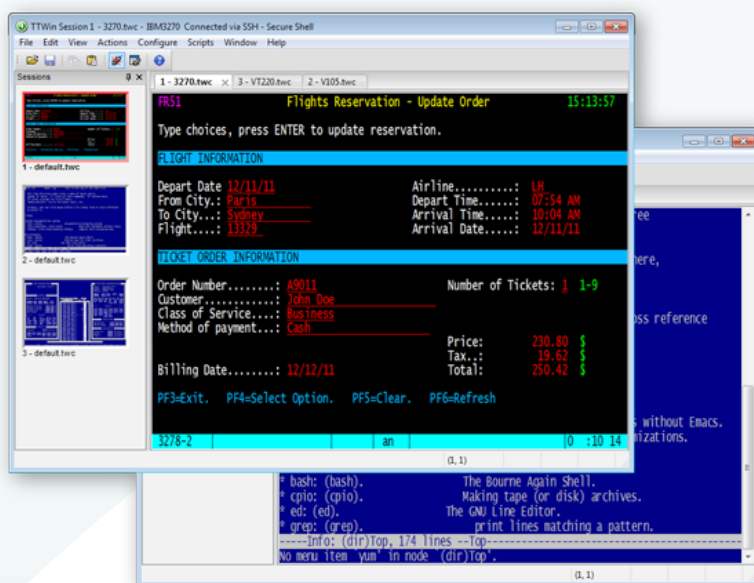 TTWin Session 1 - 3270.twc - IBM3270 Connected via SSH - Secure Shell
File Edit View Actions Configure Scripts Window Help
Sessions
1 - 3270.twc 3 - VT220.twc 2 - V105.twc
1 - default.twc
2 - default.twc
3 - default.twc
FR51 Flights Reservation - Update Order 15:13:57
Type choices, press ENTER to update reservation.
FLIGHT INFORMATION
Depart Date 12/11/11 Airline..........: LH
From City.: Paris Depart Time......: 07:54 AM
To City...: Sydney Arrival Time.....: 10:04 AM
Flight....: 13329 Arrival Date.....: 12/11/11
TICKET ORDER INFORMATION
Order Number........: A9011 Number of Tickets: 1 1-9
Customer............: John Doe
Class of Service....: Business
Method of payment...: Cash
Price: 230.80 $
Tax..: 19.62 $
Billing Date........: 12/12/11 Total: 250.42 $
PF3=Exit. PF4=Select Option. PF5=Clear. PF6=Refresh
3278-2 an 0 :10 14
(1, 1)
ree
here,
oss reference
s without Emacs.
mizations.
* bash: (bash). The Bourne Again Shell.
* cpio: (cpio). Making tape (or disk) archives.
* ed: (ed). The GNU Line Editor.
* grep: (grep). print lines matching a pattern.
-----Info: (dir)Top, 174 lines --Top-----
No menu item `yum' in node `(dir)Top'.
(1, 1)